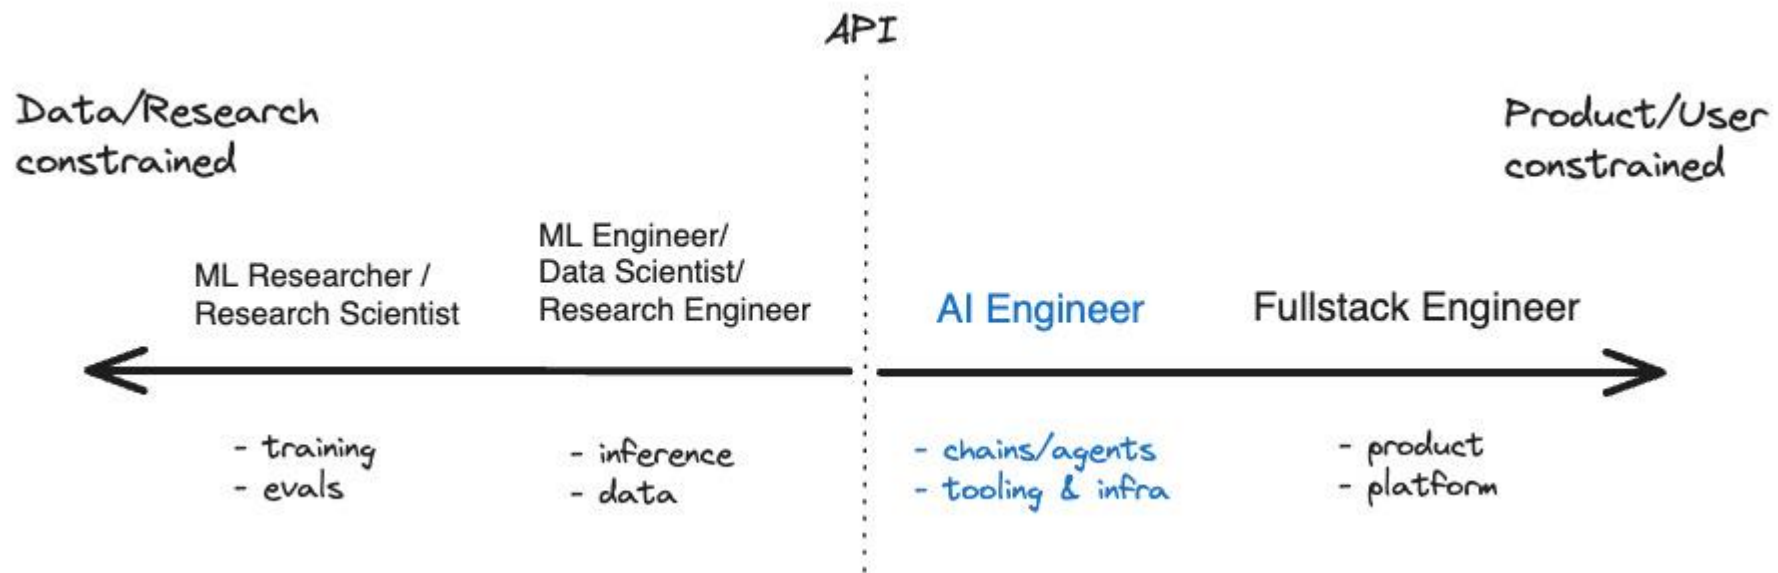 API
Data/Research
constrained
Product/User
constrained
ML Researcher /
Research Scientist
ML Engineer/
Data Scientist/
Research Engineer
AI Engineer
Fullstack Engineer
- training
- evals
- inference
- data
- chains/agents
- tooling & infra
- product
- platform